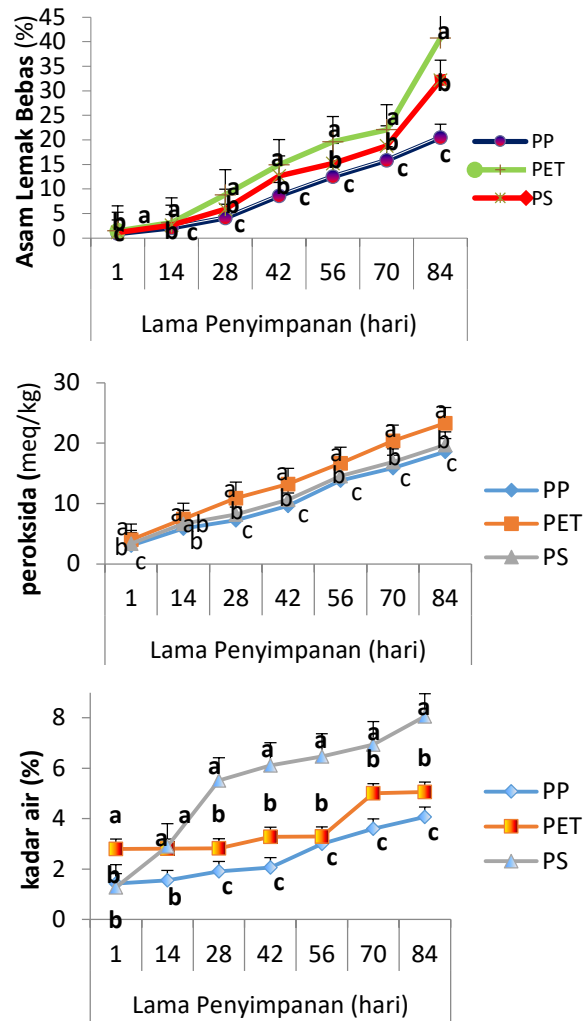 Asam Lemak Bebas (%)
45
40
35
30
25
20
15
10
5
0
a a a a a a a
b b b b b b b
c c c c c c c
1 14 28 42 56 70 84
Lama Penyimpanan (hari)
PP
PET
PS
peroksida (meq/kg)
30
20
10
0
a a a a a a a
b a b b b b b b
c b c c c c c
1 14 28 42 56 70 84
Lama Penyimpanan (hari)
PP
PET
PS
kadar air (%)
8
6
4
2
0
a a a a a a a a
b b b b b b b
b c c c c c
1 14 28 42 56 70 84
Lama Penyimpanan (hari)
PP
PET
PS